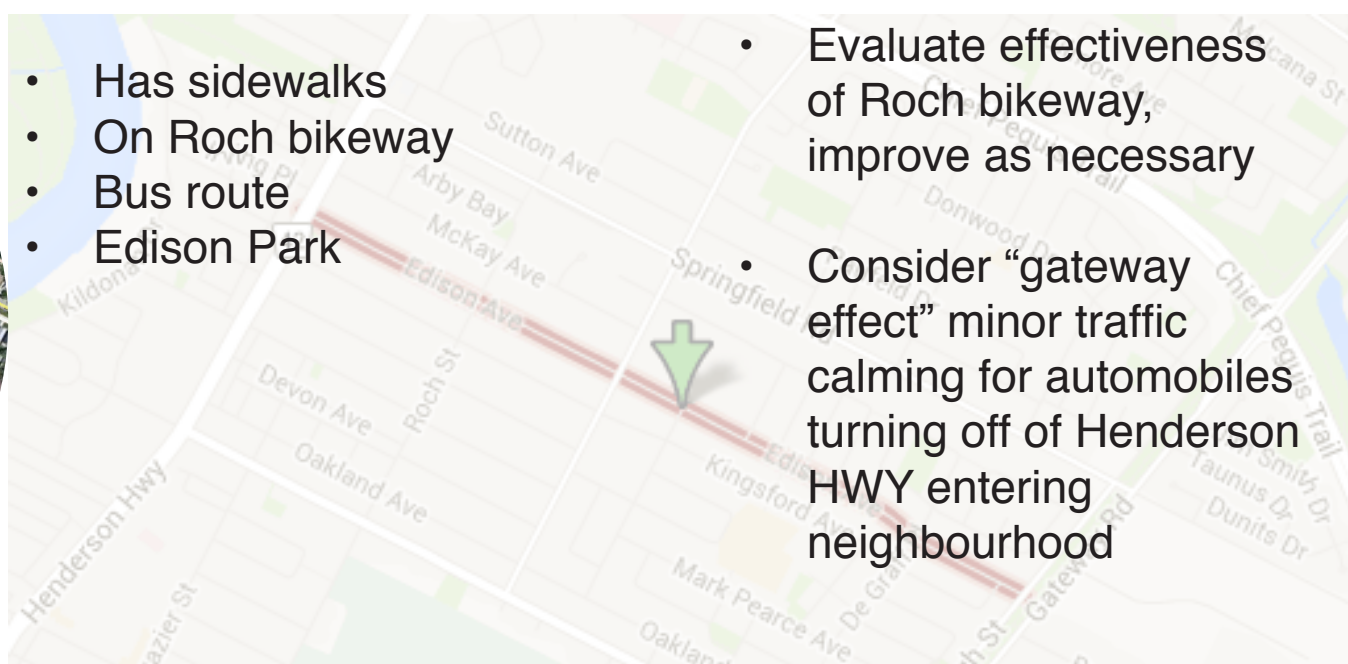 • Has sidewalks
• On Roch bikeway
• Bus route
• Edison Park
• Evaluate effectiveness
of Roch bikeway,
improve as necessary
• Consider “gateway
effect” minor traffic
calming for automobiles
turning off of Henderson
HWY entering
neighbourhood
Sutton Ave
Arby Bay
McKay Ave
Edison Ave
Springfield
Devon Ave
Roch St
Oakland Ave
Henderson Hwy
Kingsford Ave
Mark Pearce Ave
Donwood
Chief Peguis Trail
Taunus Dr
Dunits Dr
Gateway Rd